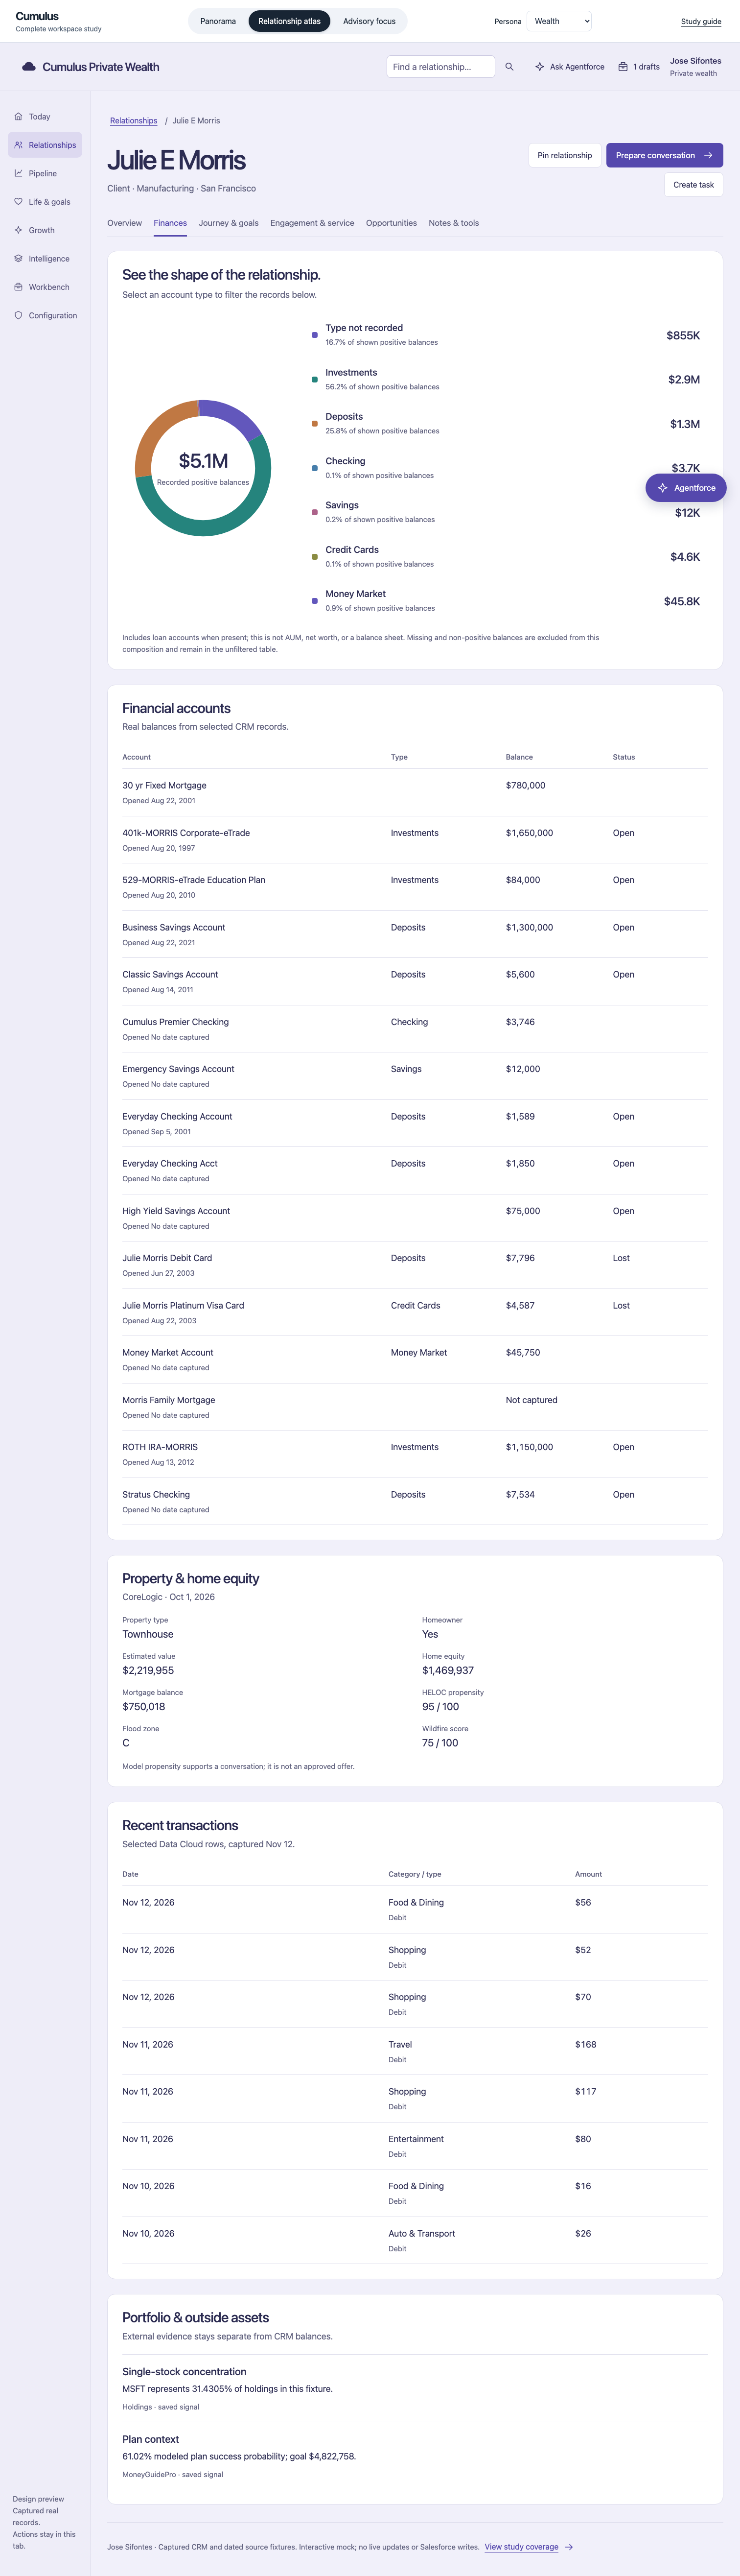 Cumulus
Complete workspace study
Panorama
Relationship atlas
Advisory focus
Persona
Wealth
Study guide
Cumulus Private Wealth
Find a relationship...
Ask Agentforce
1 drafts
Jose Sifontes
Private wealth
Today
Relationships
Pipeline
Life & goals
Growth
Intelligence
Workbench
Configuration
Relationships / Julie E Morris
Julie E Morris
Client · Manufacturing · San Francisco
Pin relationship
Prepare conversation
Create task
Overview
Finances
Journey & goals
Engagement & service
Opportunities
Notes & tools
See the shape of the relationship.
Select an account type to filter the records below.
$5.1M
Recorded positive balances
Type not recorded
16.7% of shown positive balances
$855K
Investments
56.2% of shown positive balances
$2.9M
Deposits
25.8% of shown positive balances
$1.3M
Checking
0.1% of shown positive balances
$3.7K
Savings
0.2% of shown positive balances
$12K
Credit Cards
0.1% of shown positive balances
$4.6K
Money Market
0.9% of shown positive balances
$45.8K
Agentforce
Includes loan accounts when present; this is not AUM, net worth, or a balance sheet. Missing and non-positive balances are excluded from this
composition and remain in the unfiltered table.
Financial accounts
Real balances from selected CRM records.
Account Type Balance Status
30 yr Fixed Mortgage $780,000
Opened Aug 22, 2001
401k-MORRIS Corporate-eTrade Investments $1,650,000 Open
Opened Aug 20, 1997
529-MORRIS-eTrade Education Plan Investments $84,000 Open
Opened Aug 20, 2010
Business Savings Account Deposits $1,300,000 Open
Opened Aug 22, 2021
Classic Savings Account Deposits $5,600 Open
Opened Aug 14, 2011
Cumulus Premier Checking Checking $3,746
Opened No date captured
Emergency Savings Account Savings $12,000
Opened No date captured
Everyday Checking Account Deposits $1,589 Open
Opened Sep 5, 2001
Everyday Checking Acct Deposits $1,850 Open
Opened No date captured
High Yield Savings Account $75,000 Open
Opened No date captured
Julie Morris Debit Card Deposits $7,796 Lost
Opened Jun 27, 2003
Julie Morris Platinum Visa Card Credit Cards $4,587 Lost
Opened Aug 22, 2003
Money Market Account Money Market $45,750
Opened No date captured
Morris Family Mortgage Not captured
Opened No date captured
ROTH IRA-MORRIS Investments $1,150,000 Open
Opened Aug 13, 2012
Stratus Checking Deposits $7,534 Open
Opened No date captured
Property & home equity
CoreLogic · Oct 1, 2026
Property type Homeowner
Townhouse Yes
Estimated value Home equity
$2,219,955 $1,469,937
Mortgage balance HELOC propensity
$750,018 95 / 100
Flood zone Wildfire score
C 75 / 100
Model propensity supports a conversation; it is not an approved offer.
Recent transactions
Selected Data Cloud rows, captured Nov 12.
Date Category / type Amount
Nov 12, 2026 Food & Dining $56
Debit
Nov 12, 2026 Shopping $52
Debit
Nov 12, 2026 Shopping $70
Debit
Nov 11, 2026 Travel $168
Debit
Nov 11, 2026 Shopping $117
Debit
Nov 11, 2026 Entertainment $80
Debit
Nov 10, 2026 Food & Dining $16
Debit
Nov 10, 2026 Auto & Transport $26
Debit
Portfolio & outside assets
External evidence stays separate from CRM balances.
Single-stock concentration
MSFT represents 31.4305% of holdings in this fixture.
Holdings · saved signal
Plan context
61.02% modeled plan success probability; goal $4,822,758.
MoneyGuidePro · saved signal
Design preview
Captured real
records.
Actions stay in this
tab.
Jose Sifontes · Captured CRM and dated source fixtures. Interactive mock; no live updates or Salesforce writes. View study coverage